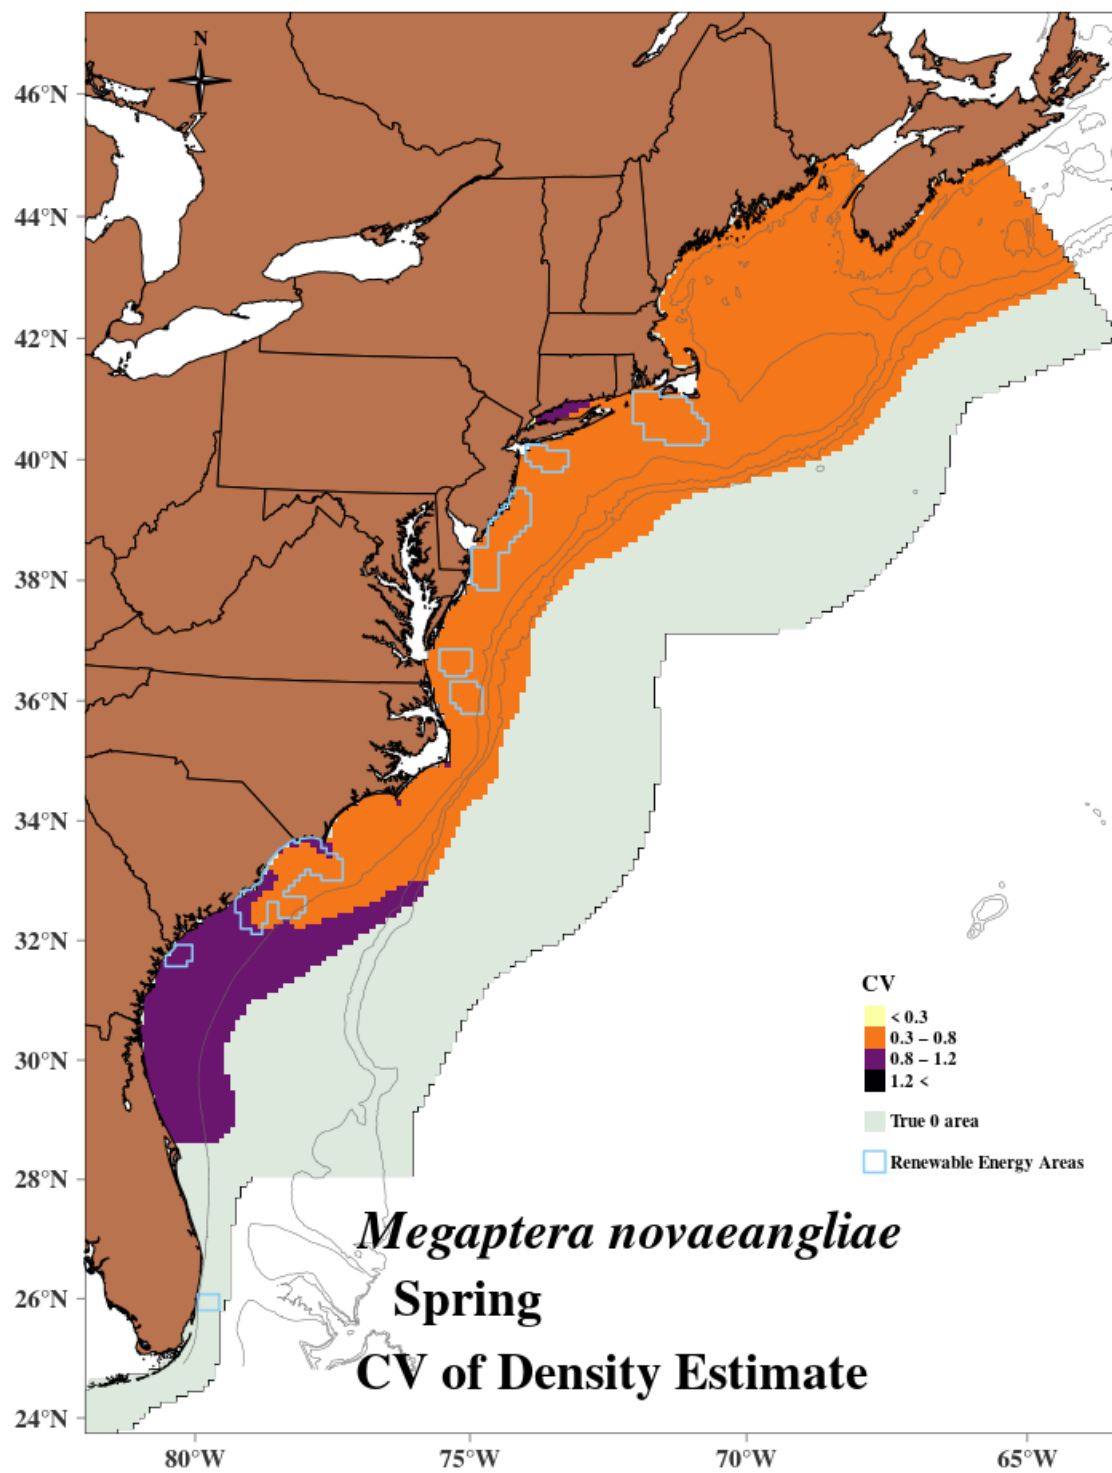 N
46°N
44°N
42°N
40°N
38°N
36°N
34°N
32°N
30°N
28°N
26°N
24°N
CV
< 0.3
0.3 – 0.8
0.8 – 1.2
1.2 <
True 0 area
Renewable Energy Areas
Megaptera novaeangliae
Spring
CV of Density Estimate
80°W 75°W 70°W 65°W